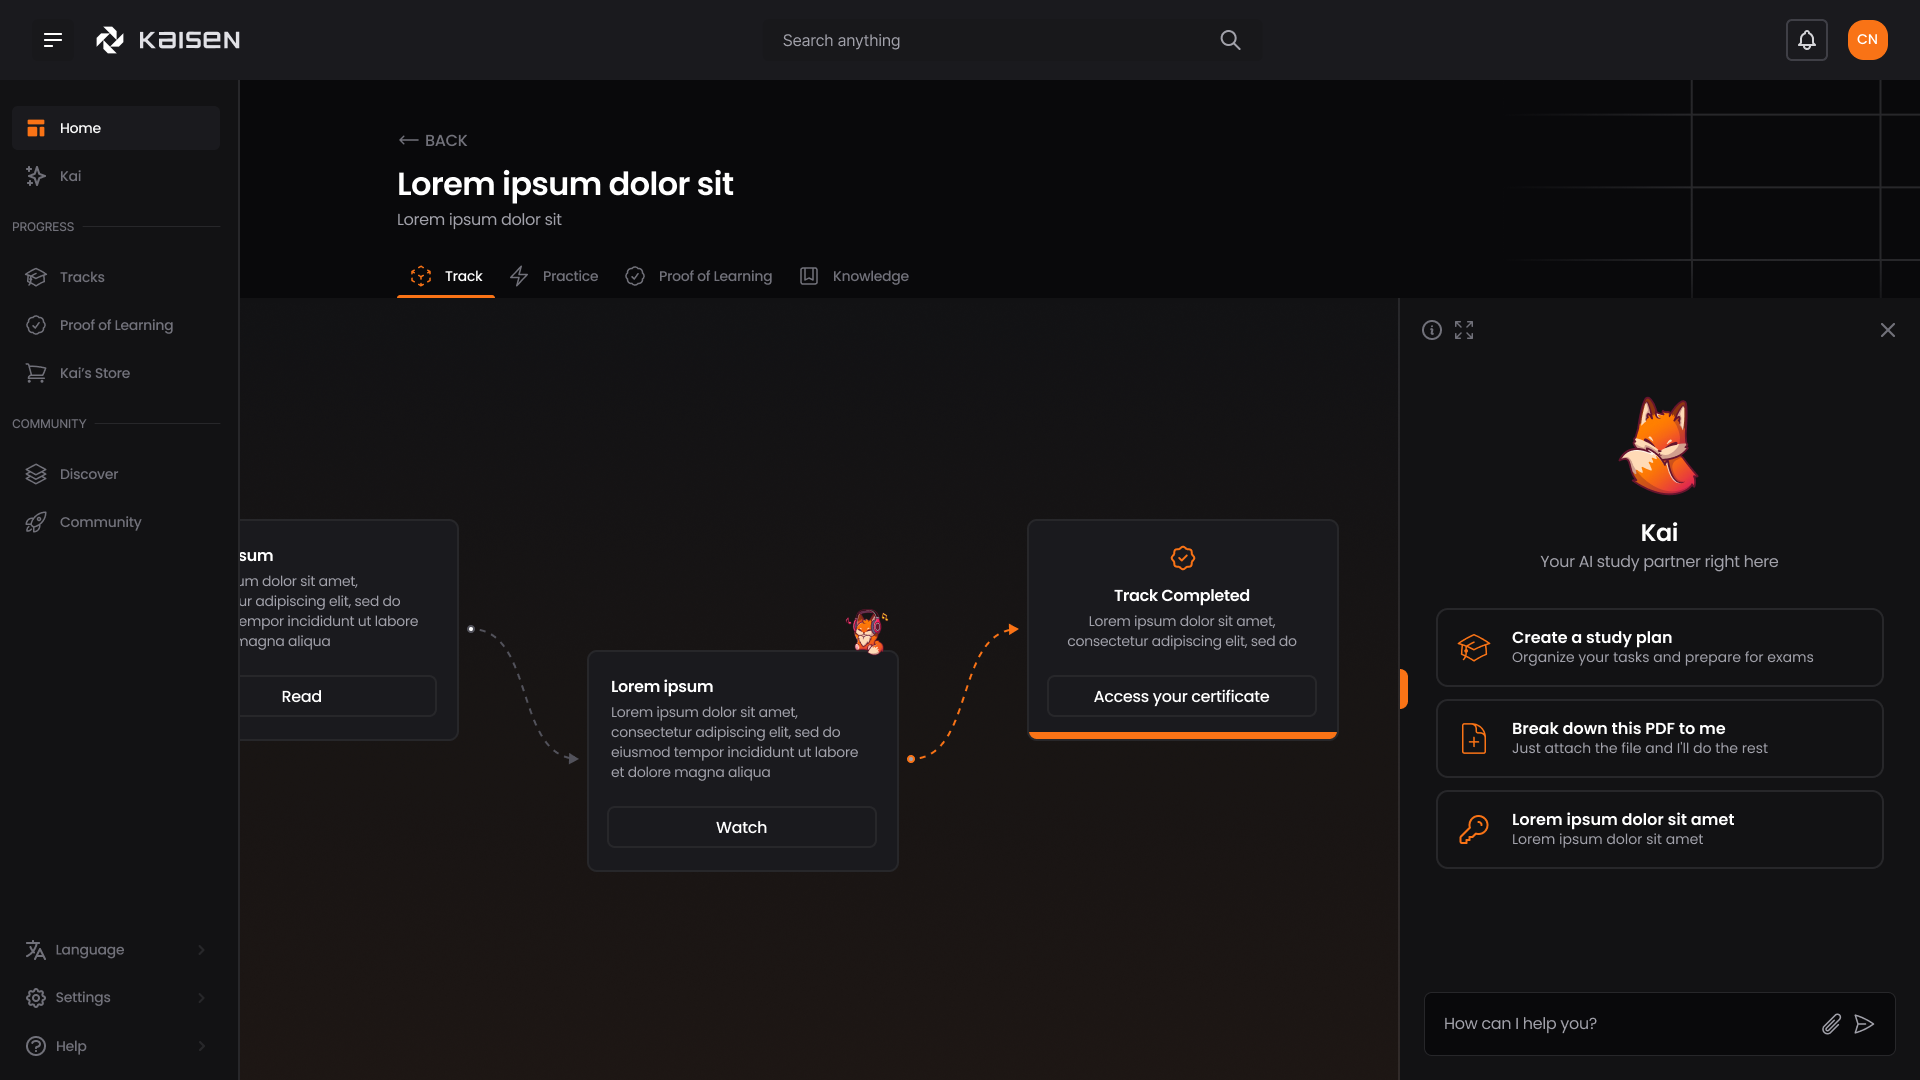 KAISEN
Search anything
CN
Home
Kai
PROGRESS
Tracks
Proof of Learning
Kai's Store
COMMUNITY
Discover
Community
Language
Settings
Help
BACK
Lorem ipsum dolor sit
Lorem ipsum dolor sit
Track
Practice
Proof of Learning
Knowledge
sum
um dolor sit amet,
ur adipiscing elit, sed do
empor incididunt ut labore
magna aliqua
Read
Lorem ipsum
Lorem ipsum dolor sit amet,
consectetur adipiscing elit, sed do
eiusmod tempor incididunt ut labore
et dolore magna aliqua
Watch
Track Completed
Lorem ipsum dolor sit amet,
consectetur adipiscing elit, sed do
Access your certificate
Kai
Your AI study partner right here
Create a study plan
Organize your tasks and prepare for exams
Break down this PDF to me
Just attach the file and I'll do the rest
Lorem ipsum dolor sit amet
Lorem ipsum dolor sit amet
How can I help you?